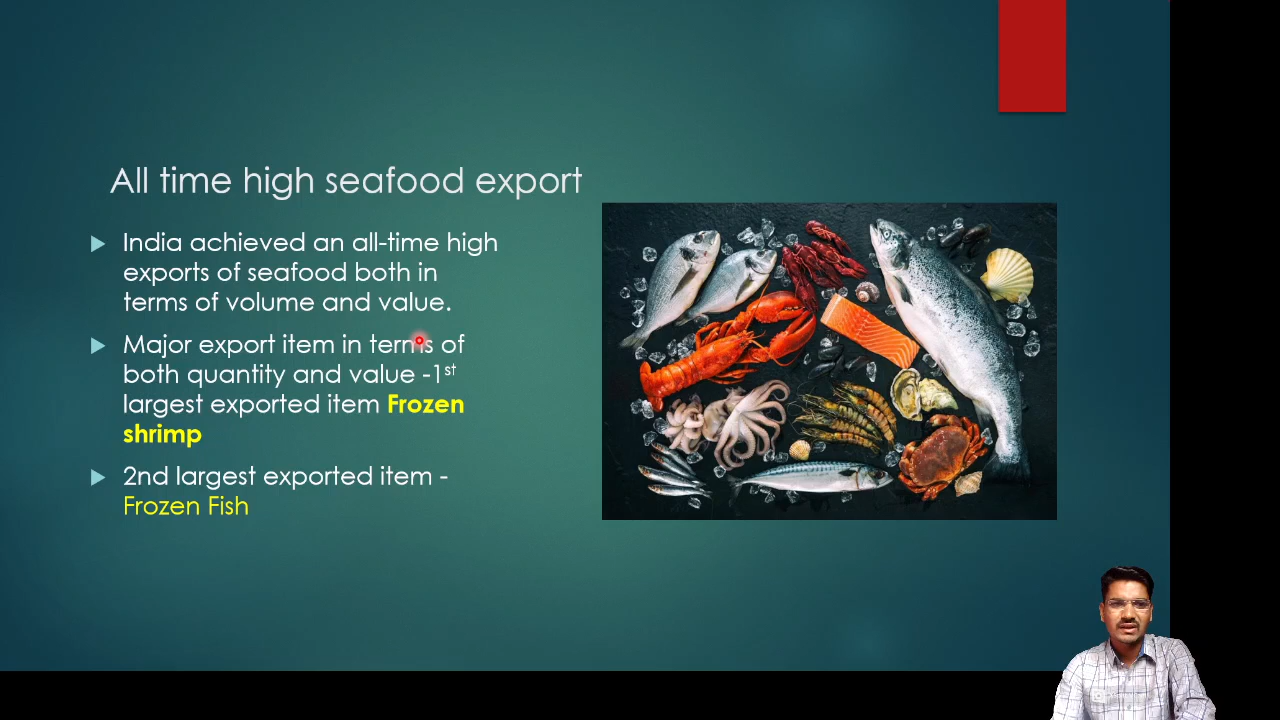 All time high seafood export
India achieved an all-time high
exports of seafood both in
terms of volume and value.
Major export item in terms of
both quantity and value -1st
largest exported item Frozen
shrimp
2nd largest exported item -
Frozen Fish